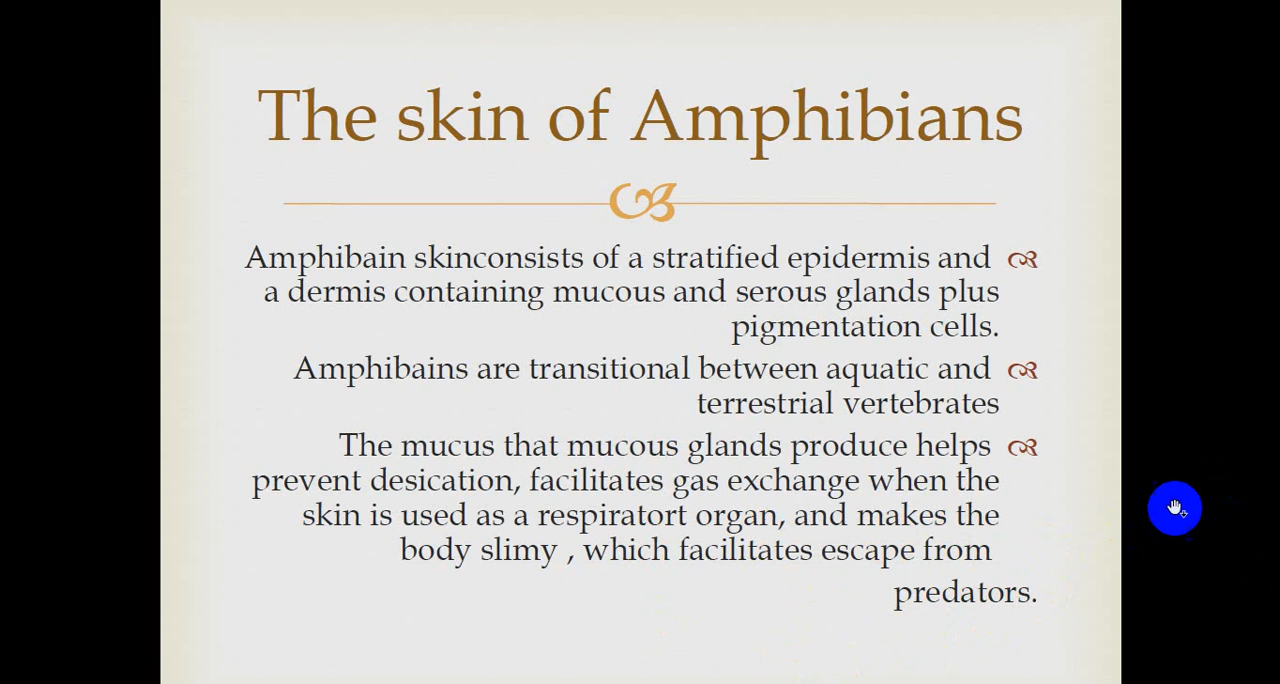 The skin of Amphibians
Amphibain skinconsists of a stratified epidermis and
a dermis containing mucous and serous glands plus
pigmentation cells.
Amphibains are transitional between aquatic and
terrestrial vertebrates
The mucus that mucous glands produce helps
prevent desication, facilitates gas exchange when the
skin is used as a respiratort organ, and makes the
body slimy , which facilitates escape from
predators.